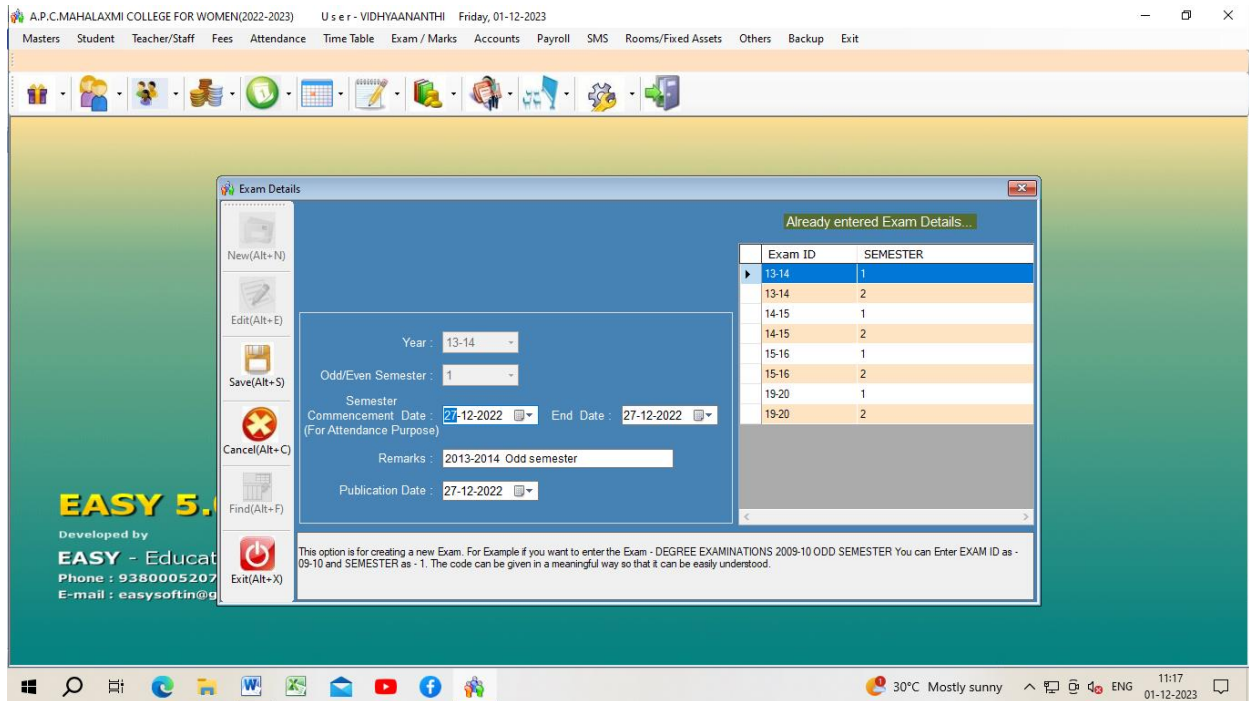 A.P.C.MAHALAXMI COLLEGE FOR WOMEN(2022-2023) U s e r - VIDHYAANANTHI Friday, 01-12-2023
Masters Student Teacher/Staff Fees Attendance Time Table Exam / Marks Accounts Payroll SMS Rooms/Fixed Assets Others Backup Exit
Exam Details
Already entered Exam Details...
New(Alt+N)
Edit(Alt+E)
Save(Alt+S)
Cancel(Alt+C)
Find(Alt+F)
Exit(Alt+X)
Year : 13-14
Odd/Even Semester : 1
Semester
Commencement Date : 27-12-2022 End Date : 27-12-2022
(For Attendance Purpose)
Remarks : 2013-2014 Odd semester
Publication Date : 27-12-2022
Exam ID SEMESTER
13-14 1
13-14 2
14-15 1
14-15 2
15-16 1
15-16 2
19-20 1
19-20 2
This option is for creating a new Exam. For Example if you want to enter the Exam - DEGREE EXAMINATIONS 2009-10 ODD SEMESTER You can Enter EXAM ID as -
09-10 and SEMESTER as - 1. The code can be given in a meaningful way so that it can be easily understood.
EASY 5.
Developed by
EASY - Educat
Phone : 9380005207
E-mail : easysoftin@g
30°C Mostly sunny ENG 11:17
01-12-2023